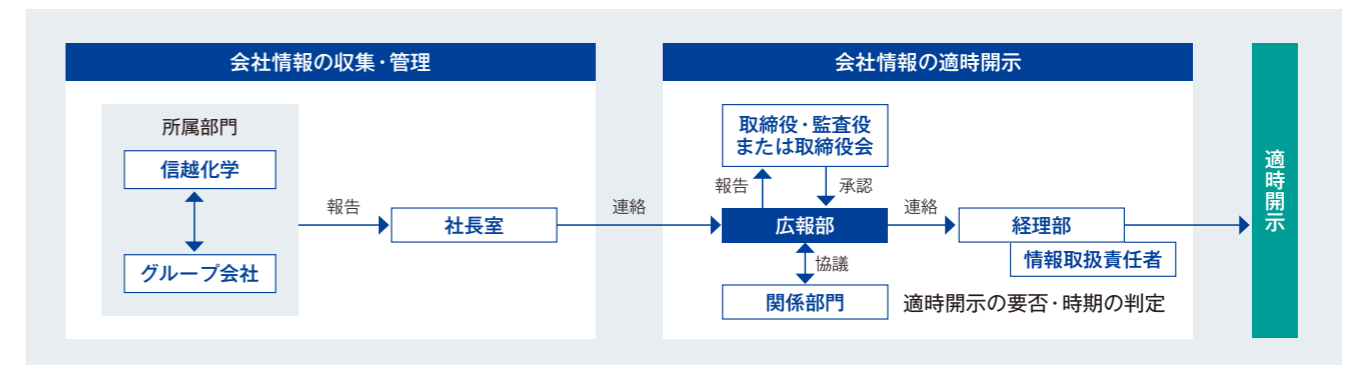 会社情報の収集・管理
所属部門
信越化学
グループ会社
報告
社長室
連絡
会社情報の適時開示
取締役・監査役
または取締役会
報告
承認
広報部
連絡
経理部
情報取扱責任者
協議
関係部門
適時開示の要否・時期の判定
適時開示